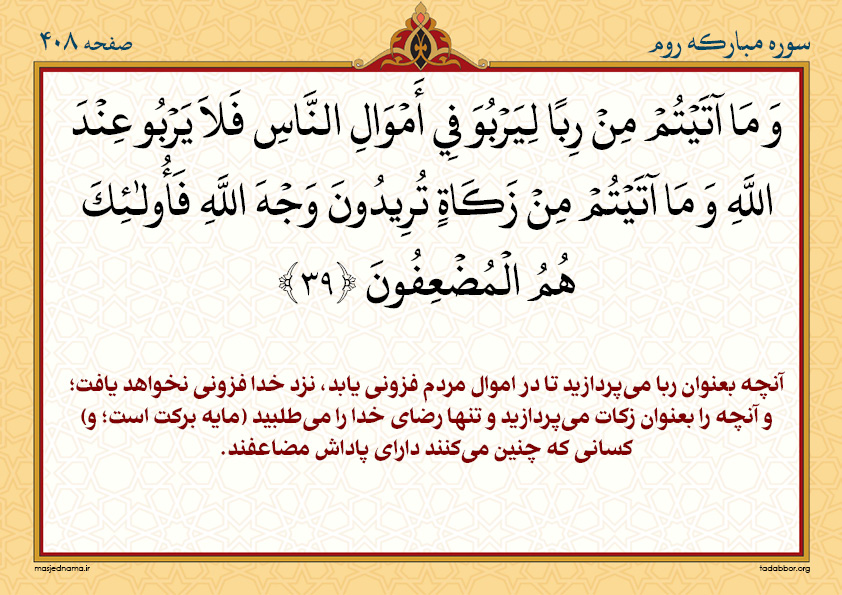 سوره مبارکه روم
صفحه ۴۰۸
وَ مَا آتَيْتُمْ مِنْ رِبًا لِيَرْبُوَ فِي أَمْوَالِ النَّاسِ فَلاَ يَرْبُو عِنْدَ
اللَّهِ وَ مَا آتَيْتُمْ مِنْ زَكَاةٍ تُرِيدُونَ وَجْهَ اللَّهِ فَأُولٰئِكَ
هُمُ الْمُضْعِفُونَ ﴿٣٩﴾
آنچه بعنوان ربا می‌پردازید تا در اموال مردم فزونی یابد، نزد خدا فزونی نخواهد یافت؛
و آنچه را بعنوان زکات می‌پردازید و تنها رضای خدا را می‌طلبید (مایه برکت است؛ و)
کسانی که چنین می‌کنند دارای پاداش مضاعفند.
masjednama.ir
tadabbor.org